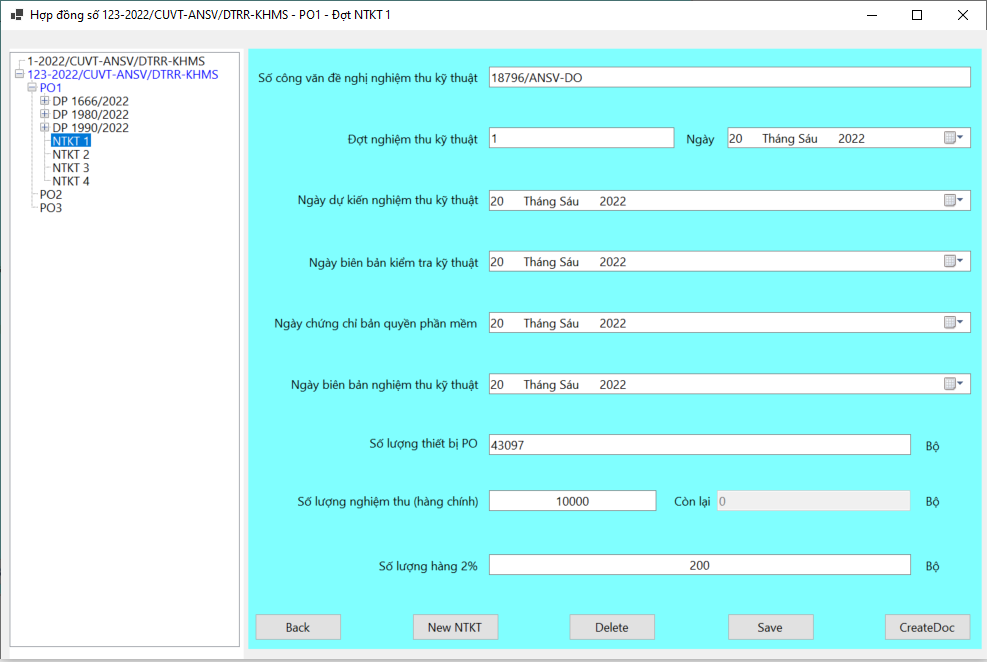 Hợp đồng số 123-2022/CUVT-ANSV/DTRR-KHMS - PO1 - Đợt NTKT 1
1-2022/CUVT-ANSV/DTRR-KHMS
123-2022/CUVT-ANSV/DTRR-KHMS
PO1
DP 1666/2022
DP 1980/2022
DP 1990/2022
NTKT 1
NTKT 2
NTKT 3
NTKT 4
PO2
PO3
Số công văn đề nghị nghiệm thu kỹ thuật 18796/ANSV-DO
Đợt nghiệm thu kỹ thuật 1 Ngày 20 Tháng Sáu 2022
Ngày dự kiến nghiệm thu kỹ thuật 20 Tháng Sáu 2022
Ngày biên bản kiểm tra kỹ thuật 20 Tháng Sáu 2022
Ngày chứng chỉ bản quyền phần mềm 20 Tháng Sáu 2022
Ngày biên bản nghiệm thu kỹ thuật 20 Tháng Sáu 2022
Số lượng thiết bị PO 43097 Bộ
Số lượng nghiệm thu (hàng chính) 10000 Còn lại 0 Bộ
Số lượng hàng 2% 200 Bộ
Back New NTKT Delete Save CreateDoc